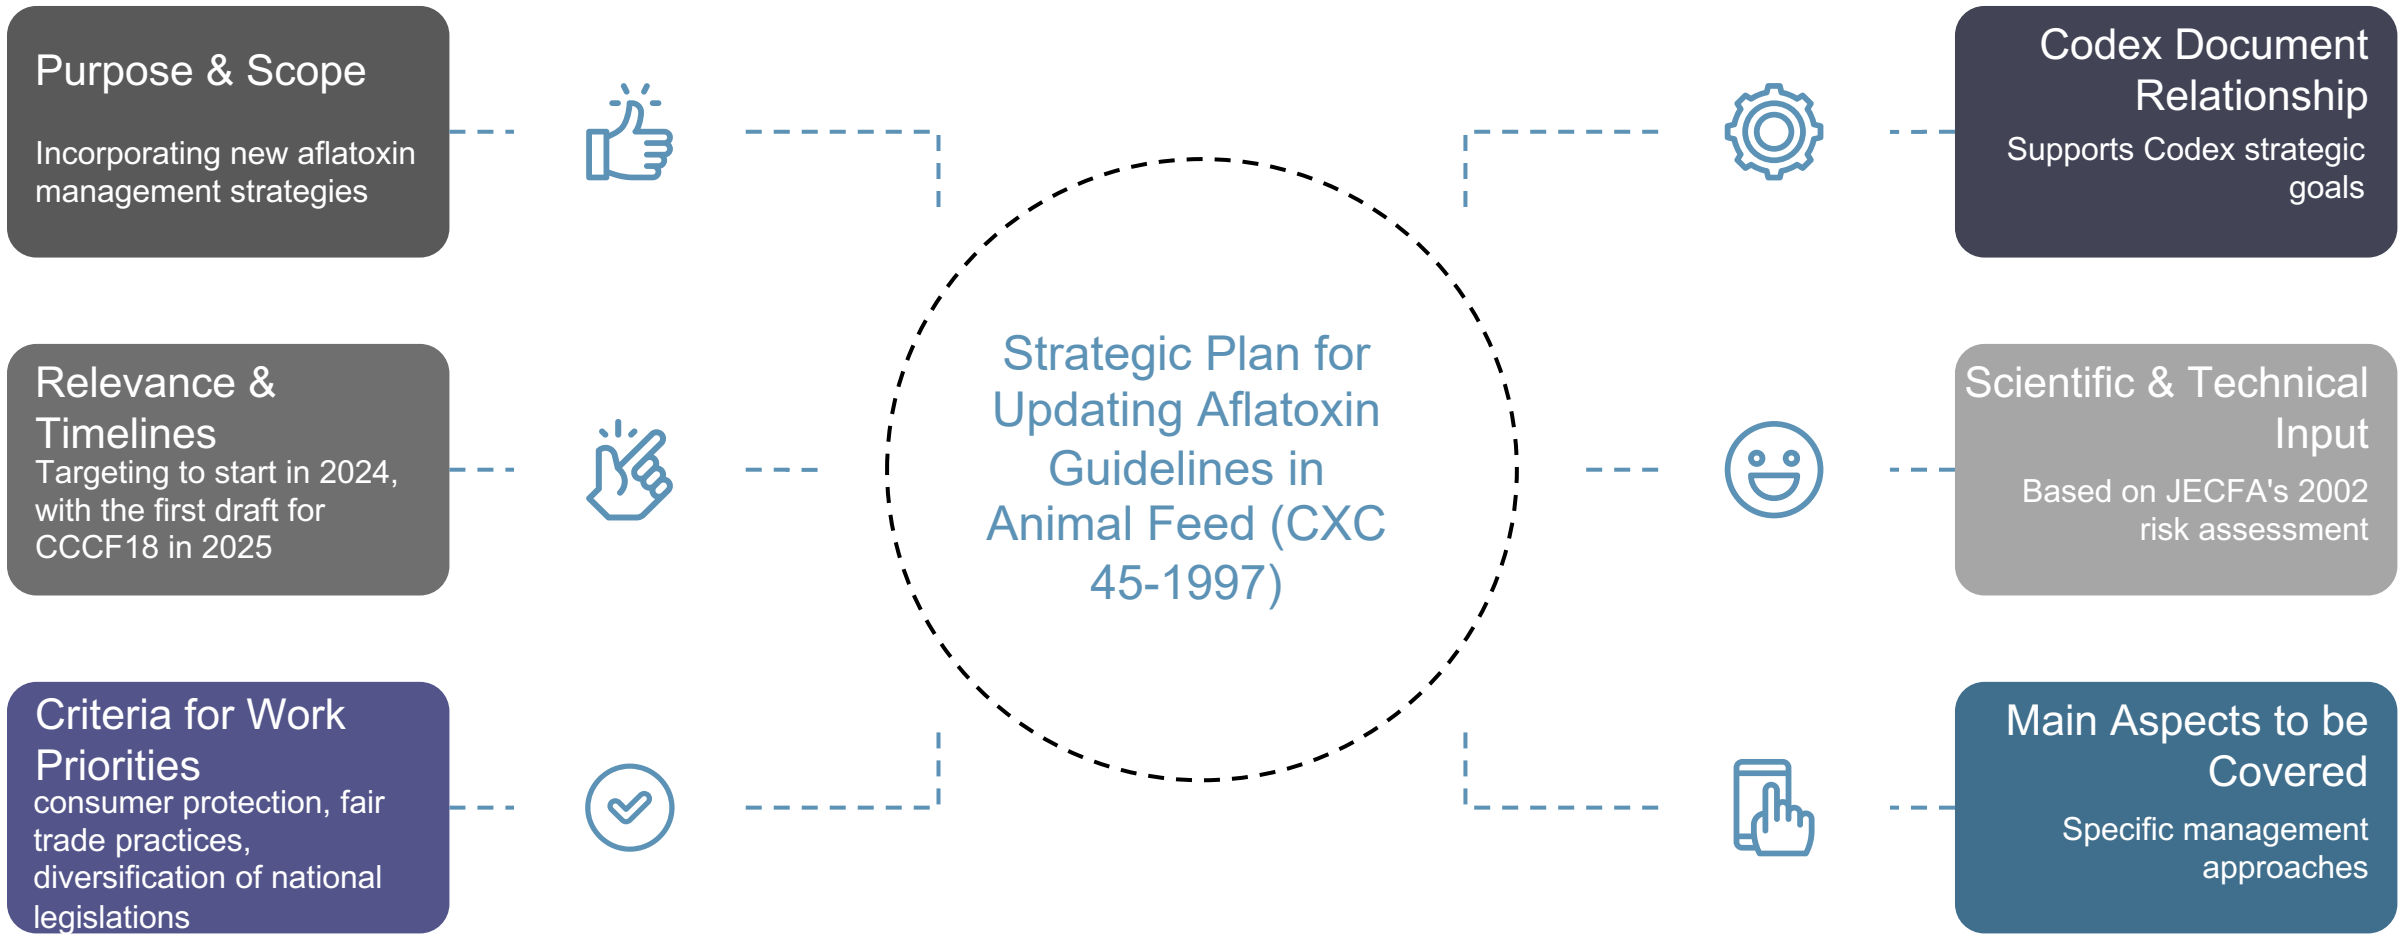 Purpose & Scope
Incorporating new aflatoxin
management strategies
Relevance &
Timelines
Targeting to start in 2024,
with the first draft for
CCCF18 in 2025
Criteria for Work
Priorities
consumer protection, fair
trade practices,
diversification of national
legislations
Strategic Plan for
Updating Aflatoxin
Guidelines in
Animal Feed (CXC
45-1997)
Codex Document
Relationship
Supports Codex strategic
goals
Scientific & Technical
Input
Based on JECFA's 2002
risk assessment
Main Aspects to be
Covered
Specific management
approaches